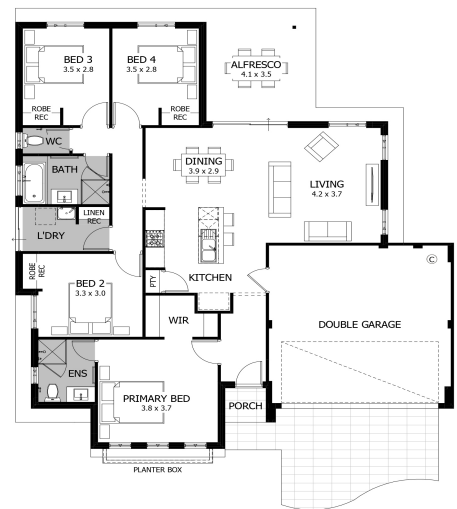 BED 3
3.5 x 2.8
BED 4
3.5 x 2.8
ALFRESCO
4.1 x 3.5
ROBE
REC
ROBE
REC
WC
BATH
DINING
3.9 x 2.9
LIVING
4.2 x 3.7
LINEN
REC
L'DRY
ROBE
REC
BED 2
3.3 x 3.0
PTY
KITCHEN
C
WIR
DOUBLE GARAGE
ENS
PRIMARY BED
3.8 x 3.7
PORCH
PLANTER BOX